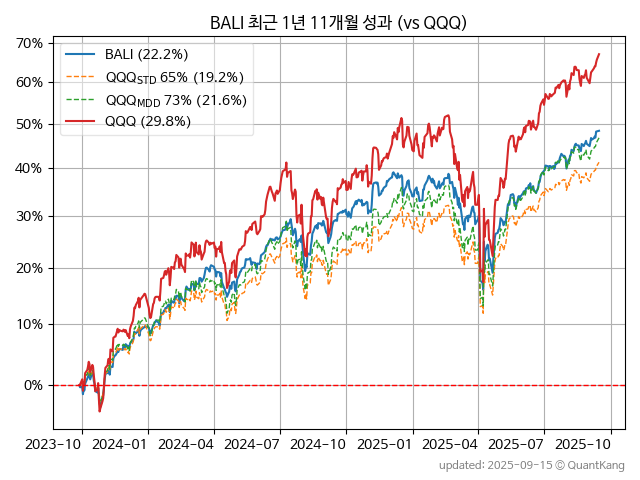 BALI 최근 1년 11개월 성과 (vs QQQ)
BALI (22.2%)
QQQSTD 65% (19.2%)
QQQMDD 73% (21.6%)
QQQ (29.8%)
70%
60%
50%
40%
30%
20%
10%
0%
2023-10 2024-01 2024-04 2024-07 2024-10 2025-01 2025-04 2025-07 2025-10
updated: 2025-09-15 © QuantKang